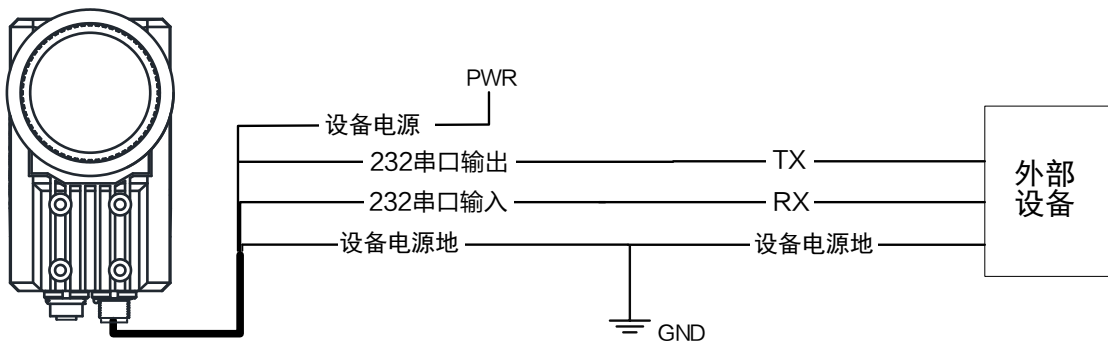 PWR
设备电源
232串口输出 TX
232串口输入 RX
设备电源地 设备电源地
外部
设备
GND